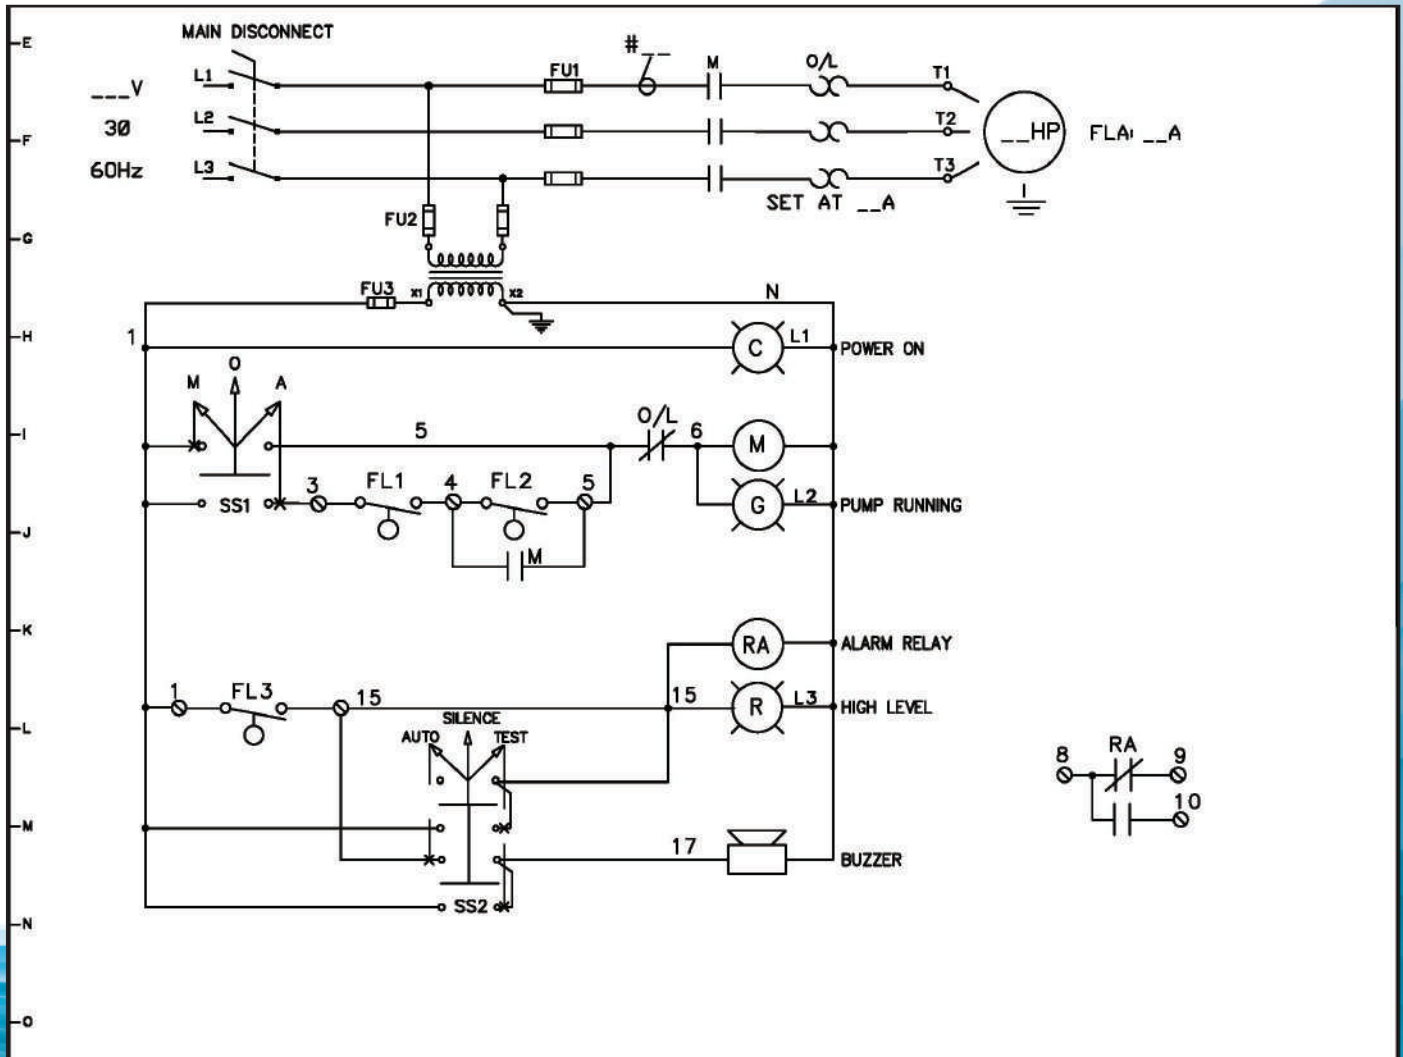 MAIN DISCONNECT
E
# __
L1
FU1
M
O/L
T1
___V
L2
T2
30
F
__HP
FLA: __A
60Hz
L3
T3
SET AT __A
FU2
G
FU3
X1
X2
N
H
1
C
L1
POWER ON
M
O
A
O/L
I
5
6
M
3
FL1
4
FL2
5
SS1
G
L2
PUMP RUNNING
J
M
K
RA
ALARM RELAY
1
FL3
15
15
R
L3
HIGH LEVEL
L
SILENCE
AUTO
TEST
8
RA
9
10
M
17
BUZZER
SS2
N
O